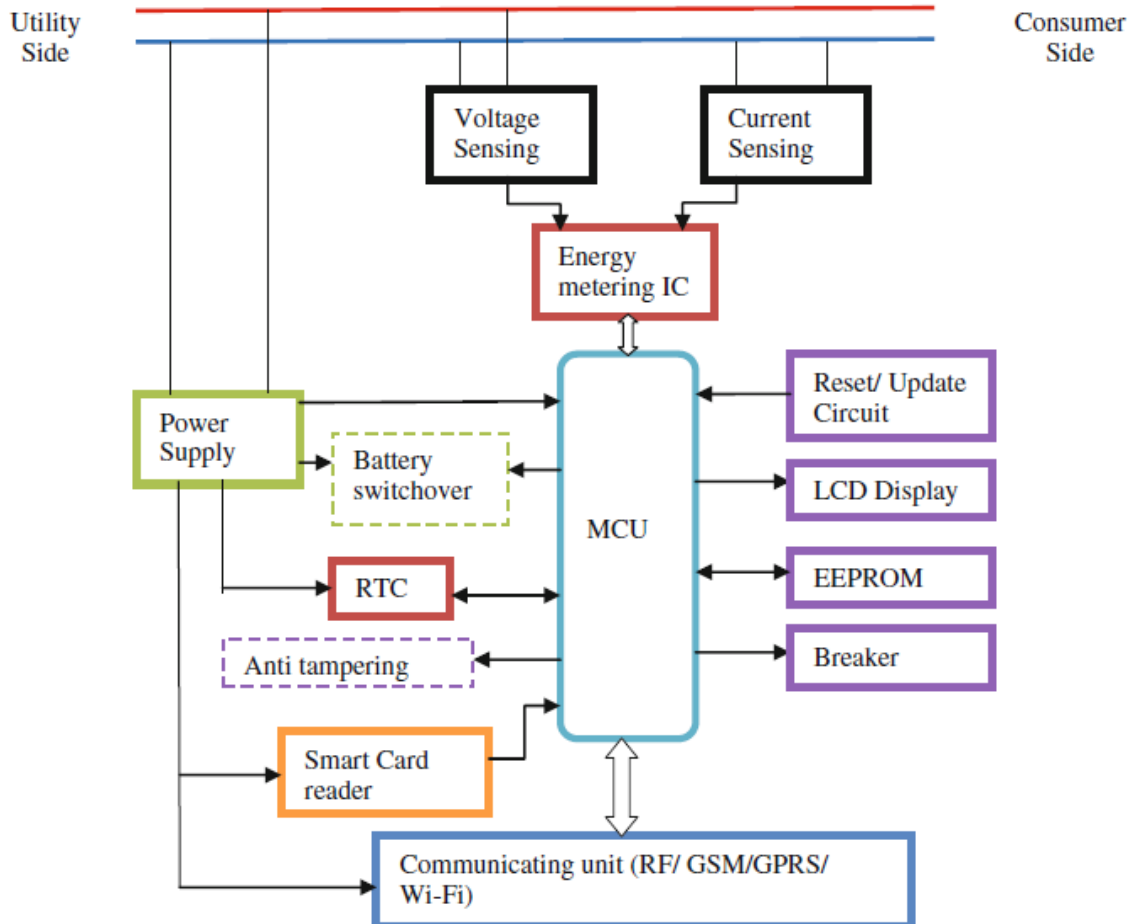 Utility
Side
Consumer
Side
Voltage
Sensing
Current
Sensing
Energy
metering IC
Power
Supply
Battery
switchover
RTC
Anti tampering
Smart Card
reader
MCU
Reset/ Update
Circuit
LCD Display
EEPROM
Breaker
Communicating unit (RF/ GSM/GPRS/
Wi-Fi)